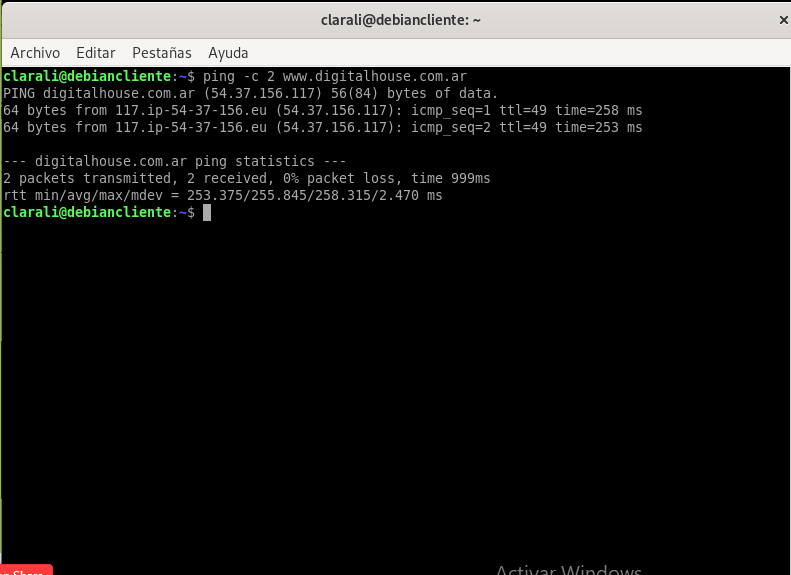 clarali@debiancliente: ~
Archivo Editar Pestañas Ayuda
clarali@debiancliente:~$ ping -c 2 www.digitalhouse.com.ar
PING digitalhouse.com.ar (54.37.156.117) 56(84) bytes of data.
64 bytes from 117.ip-54-37-156.eu (54.37.156.117): icmp_seq=1 ttl=49 time=258 ms
64 bytes from 117.ip-54-37-156.eu (54.37.156.117): icmp_seq=2 ttl=49 time=253 ms
--- digitalhouse.com.ar ping statistics ---
2 packets transmitted, 2 received, 0% packet loss, time 999ms
rtt min/avg/max/mdev = 253.375/255.845/258.315/2.470 ms
clarali@debiancliente:~$
Activar Windows
Share